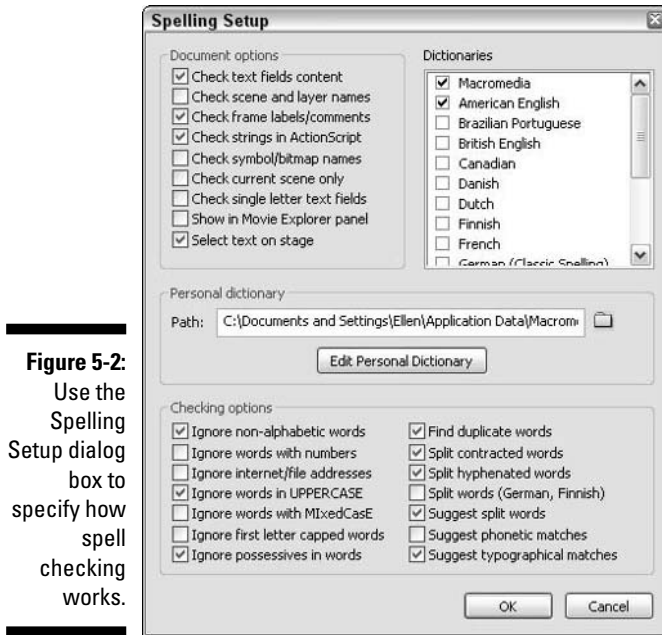 Spelling Setup
Document options
Check text fields content
Check scene and layer names
Check frame labels/comments
Check strings in ActionScript
Check symbol/bitmap names
Check current scene only
Check single letter text fields
Show in Movie Explorer panel
Select text on stage
Dictionaries
Macromedia
American English
Brazilian Portuguese
British English
Canadian
Danish
Dutch
Finnish
French
German (Classic Spelling)
Personal dictionary
Path: C:\Documents and Settings\Ellen\Application Data\Macrom
Edit Personal Dictionary
Checking options
Ignore non-alphabetic words
Ignore words with numbers
Ignore internet/file addresses
Ignore words in UPPERCASE
Ignore words with MIxedCasE
Ignore first letter capped words
Ignore possessives in words
Find duplicate words
Split contracted words
Split hyphenated words
Split words (German, Finnish)
Suggest split words
Suggest phonetic matches
Suggest typographical matches
OK
Cancel
Figure 5-2:
Use the
Spelling
Setup dialog
box to
specify how
spell
checking
works.